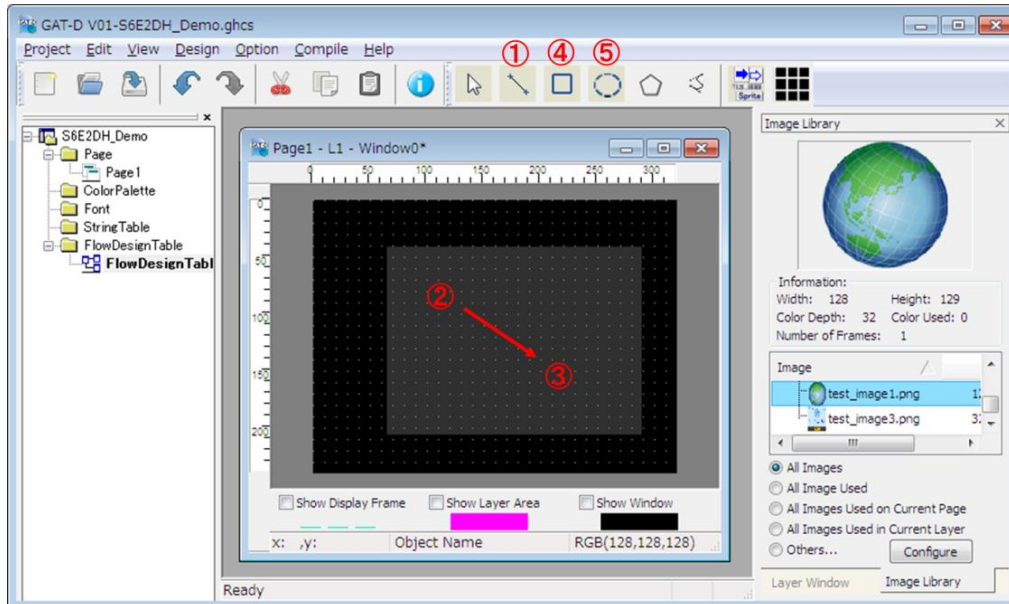 GAT-D V01-S6E2DH_Demo.ghcs
Project Edit View Design Option Compile Help
① ④ ⑤
Sprite
S6E2DH_Demo
Page
Page1
ColorPalette
Font
StringTable
FlowDesignTable
FlowDesignTabl
Page1 - L1 - Window0*
0 50 100 150 200 250 300
0
50
100
150
200
②
③
Show Display Frame Show Layer Area Show Window
x: ,y: Object Name RGB(128,128,128)
Ready
Image Library
Information:
Width: 128 Height: 129
Color Depth: 32 Color Used: 0
Number of Frames: 1
Image
test_image1.png
test_image3.png
All Images
All Image Used
All Images Used on Current Page
All Images Used in Current Layer
Others... Configure
Layer Window Image Library